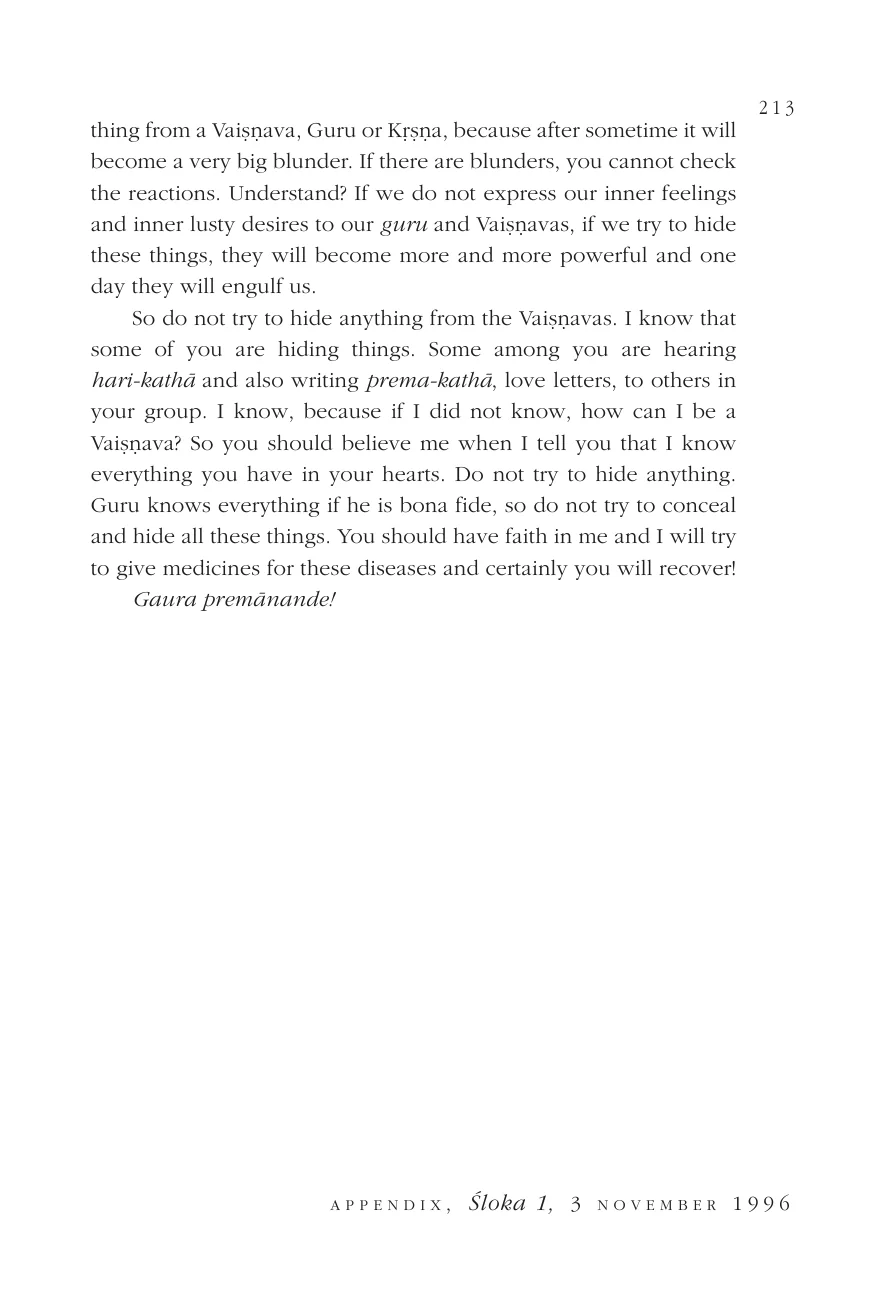 213
thing from a Vaiṣṇava, Guru or Kṛṣṇa, because after sometime it will
become a very big blunder. If there are blunders, you cannot check
the reactions. Understand? If we do not express our inner feelings
and inner lusty desires to our guru and Vaiṣṇavas, if we try to hide
these things, they will become more and more powerful and one
day they will engulf us.
So do not try to hide anything from the Vaiṣṇavas. I know that
some of you are hiding things. Some among you are hearing
hari-kathā and also writing prema-kathā, love letters, to others in
your group. I know, because if I did not know, how can I be a
Vaiṣṇava? So you should believe me when I tell you that I know
everything you have in your hearts. Do not try to hide anything.
Guru knows everything if he is bona fide, so do not try to conceal
and hide all these things. You should have faith in me and I will try
to give medicines for these diseases and certainly you will recover!
Gaura premānande!
APPENDIX, Śloka 1, 3 NOVEMBER 1996